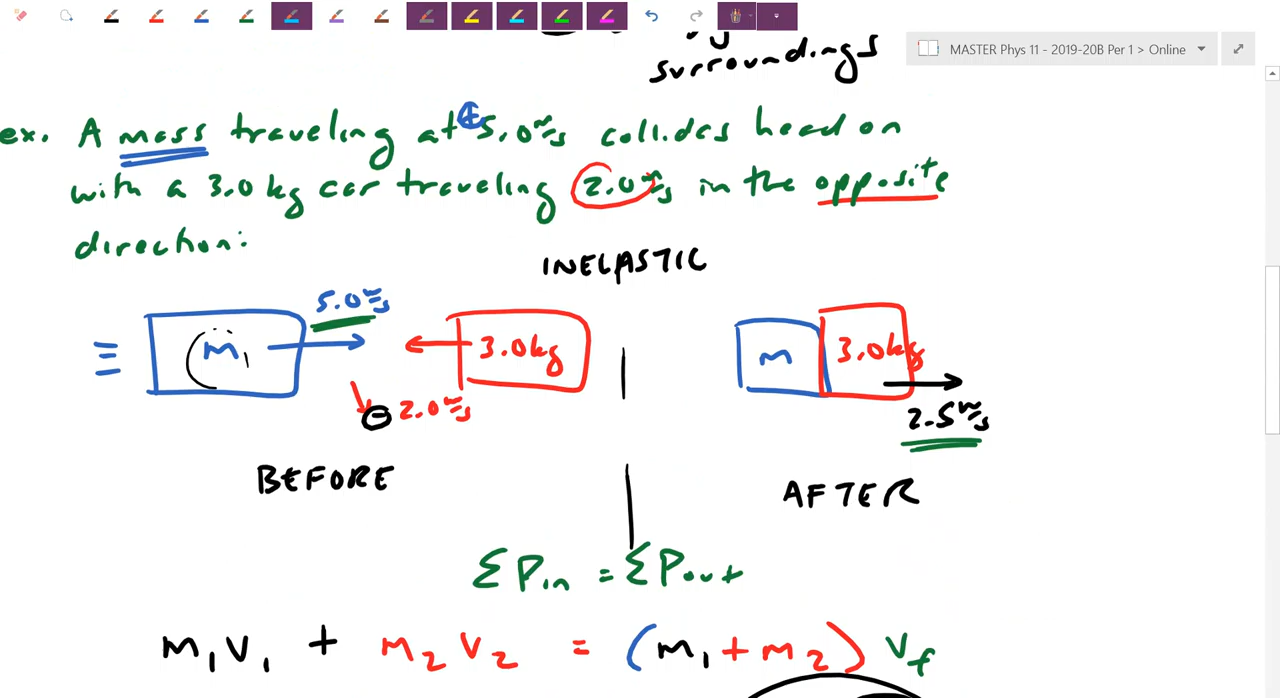 surroundings
MASTER Phys 11 - 2019-20B Per 1 > Online
ex. A mass traveling at +5.0 m/s collides head on
with a 3.0 kg car traveling 2.0 m/s in the opposite
direction:
INELASTIC
5.0 m/s
m₁
3.0 kg
m
3.0 kg
⊖ 2.0 m/s
2.5 m/s
BEFORE
AFTER
ΣPin = ΣPout
m₁v₁ + m₂v₂ = (m₁ + m₂) vf